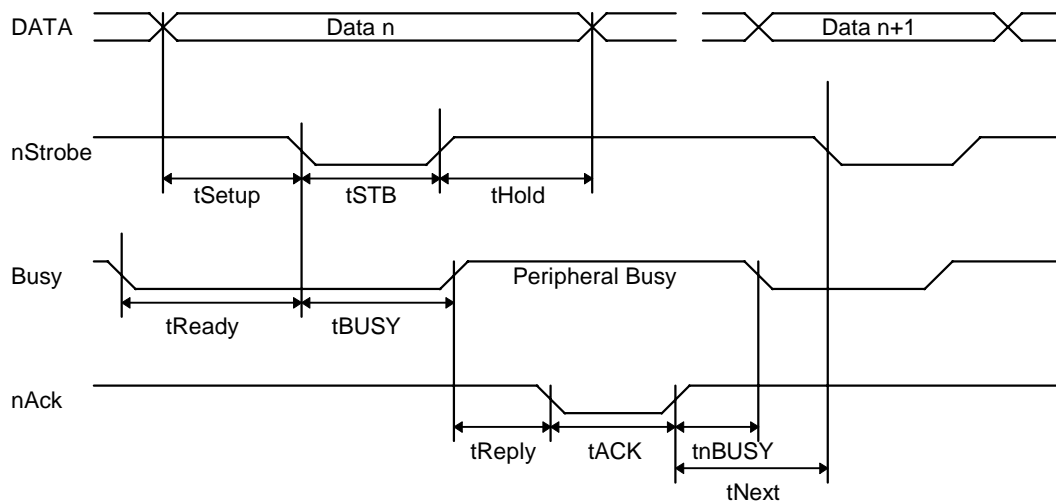 DATA
Data n
Data n+1
nStrobe
tSetup
tSTB
tHold
Busy
Peripheral Busy
tReady
tBUSY
nAck
tReply
tACK
tnBUSY
tNext